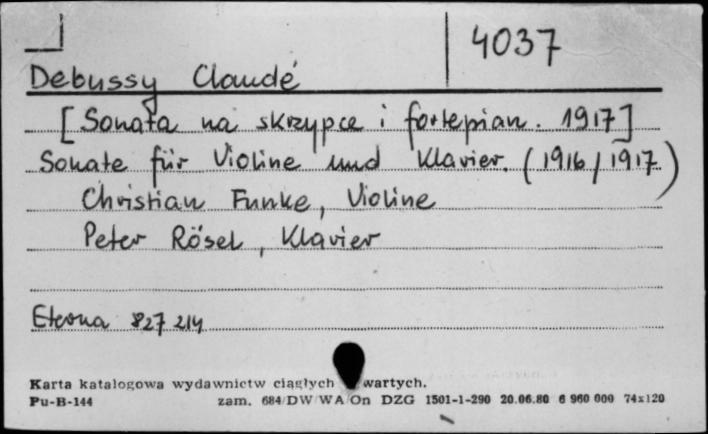 4037
Debussy Claudé
[Sonata na skrzypce i fortepian. 1917]
Sonate für Violine und Klavier. (1916/1917)
Christian Funke, Violine
Peter Rösel, Klavier
Eterna 827 214
Karta katalogowa wydawnictw ciągłych wartych.
Pu-B-144 zam. 684/DW/WA/On DZG 1501-1-290 20.06.80 6 960 000 74x120